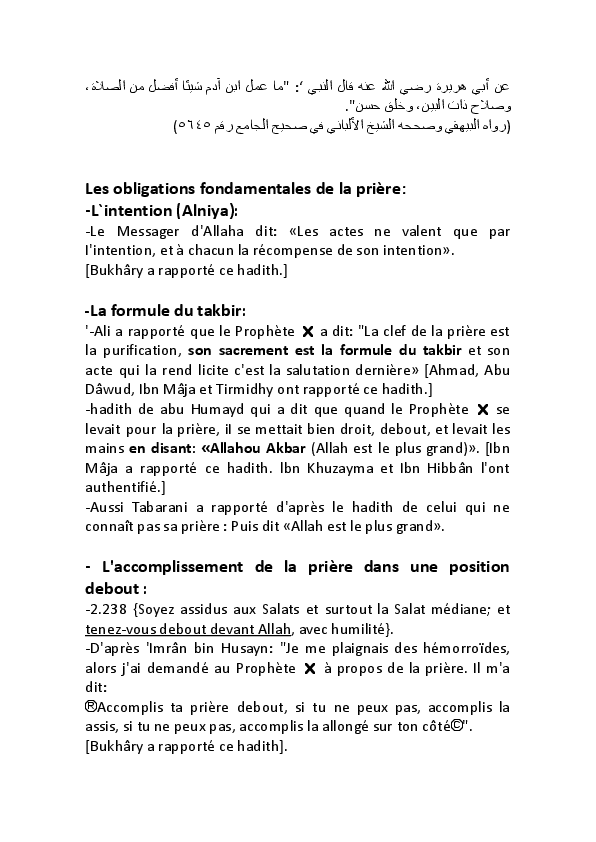 عن أبي هريرة رضي الله عنه قال النبي ‘: "ما عمل ابن آدم شيئًا أفضل من الصلاة،
وصلاح ذات البين، وخلق حسن".
(رواه البيهقي وصححه الشيخ الألباني في صحيح الجامع رقم ٥٦٤٥)
Les obligations fondamentales de la prière:
-L`intention (Alniya):
-Le Messager d'Allaha dit: «Les actes ne valent que par
l'intention, et à chacun la récompense de son intention».
[Bukhâry a rapporté ce hadith.]
-La formule du takbir:
'-Ali a rapporté que le Prophète ✘ a dit: "La clef de la prière est
la purification, son sacrement est la formule du takbir et son
acte qui la rend licite c'est la salutation dernière» [Ahmad, Abu
Dâwud, Ibn Mâja et Tirmidhy ont rapporté ce hadith.]
-hadith de abu Humayd qui a dit que quand le Prophète ✘ se
levait pour la prière, iI se mettait bien droit, debout, et levait les
mains en disant: «Allahou Akbar (Allah est le plus grand)». [Ibn
Mâja a rapporté ce hadith. lbn Khuzayma et Ibn Hibbân l'ont
authentifié.]
-Aussi Tabarani a rapporté d'après le hadith de celui qui ne
connaît pas sa prière : Puis dit «Allah est le plus grand».
- L'accomplissement de la prière dans une position
debout :
-2.238 {Soyez assidus aux Salats et surtout la Salat médiane; et
tenez-vous debout devant Allah, avec humilité}.
-D'après 'Imrân bin Husayn: "Je me plaignais des hémorroïdes,
alors j'ai demandé au Prophète ✘ à propos de la prière. Il m'a
dit:
®Accomplis ta prière debout, si tu ne peux pas, accomplis la
assis, si tu ne peux pas, accomplis la allongé sur ton côté©".
[Bukhâry a rapporté ce hadith].